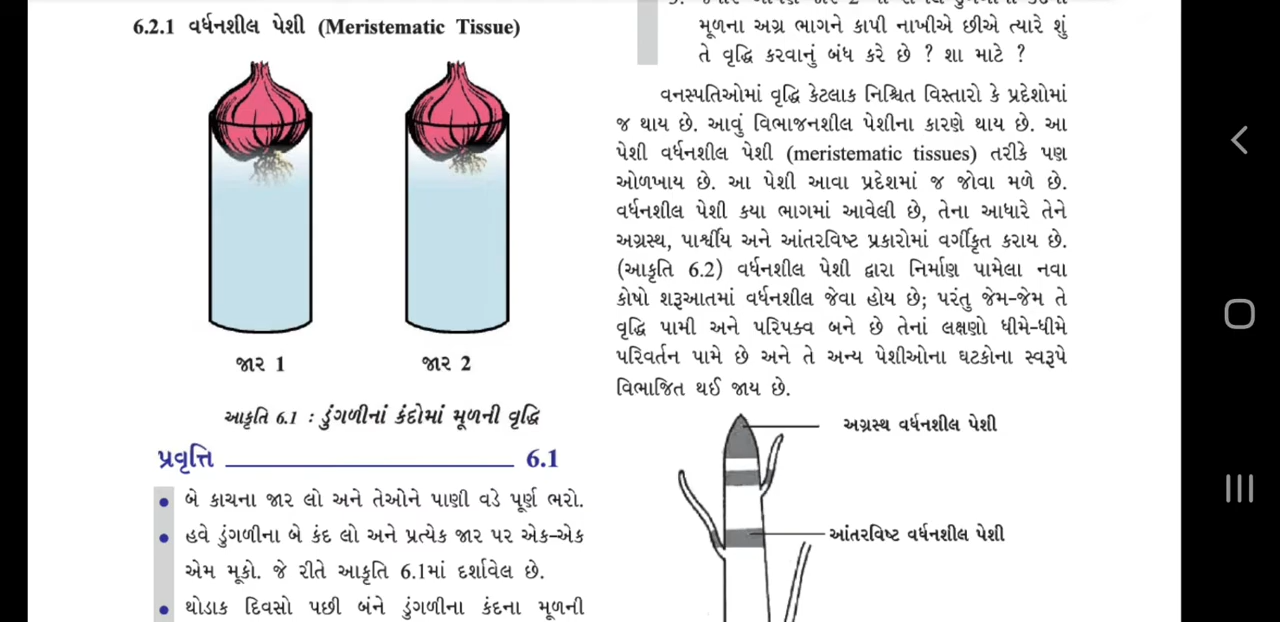 6.2.1 વર્ધનશીલ પેશી (Meristematic Tissue)
જાર 1
જાર 2
આકૃતિ 6.1 : ડુંગળીનાં કંદોમાં મૂળની વૃદ્ધિ
પ્રવૃત્તિ ____________ 6.1
• બે કાચના જાર લો અને તેઓને પાણી વડે પૂર્ણ ભરો.
• હવે ડુંગળીના બે કંદ લો અને પ્રત્યેક જાર પર એક-એક
એમ મૂકો. જે રીતે આકૃતિ 6.1માં દર્શાવેલ છે.
• થોડાક દિવસો પછી બંને ડુંગળીના કંદના મૂળની
મૂળના અગ્ર ભાગને કાપી નાખીએ છીએ ત્યારે શું
તે વૃદ્ધિ કરવાનું બંધ કરે છે ? શા માટે ?
વનસ્પતિઓમાં વૃદ્ધિ કેટલાક નિશ્ચિત વિસ્તારો કે પ્રદેશોમાં
જ થાય છે. આવું વિભાજનશીલ પેશીના કારણે થાય છે. આ
પેશી વર્ધનશીલ પેશી (meristematic tissues) તરીકે પણ
ઓળખાય છે. આ પેશી આવા પ્રદેશમાં જ જોવા મળે છે.
વર્ધનશીલ પેશી કયા ભાગમાં આવેલી છે, તેના આધારે તેને
અગ્રસ્થ, પાર્શ્વીય અને આંતરવિષ્ટ પ્રકારોમાં વર્ગીકૃત કરાય છે.
(આકૃતિ 6.2) વર્ધનશીલ પેશી દ્વારા નિર્માણ પામેલા નવા
કોષો શરૂઆતમાં વર્ધનશીલ જેવા હોય છે; પરંતુ જેમ-જેમ તે
વૃદ્ધિ પામી અને પરિપક્વ બને છે તેનાં લક્ષણો ધીમે-ધીમે
પરિવર્તન પામે છે અને તે અન્ય પેશીઓના ઘટકોના સ્વરૂપે
વિભાજિત થઈ જાય છે.
અગ્રસ્થ વર્ધનશીલ પેશી
આંતરવિષ્ટ વર્ધનશીલ પેશી